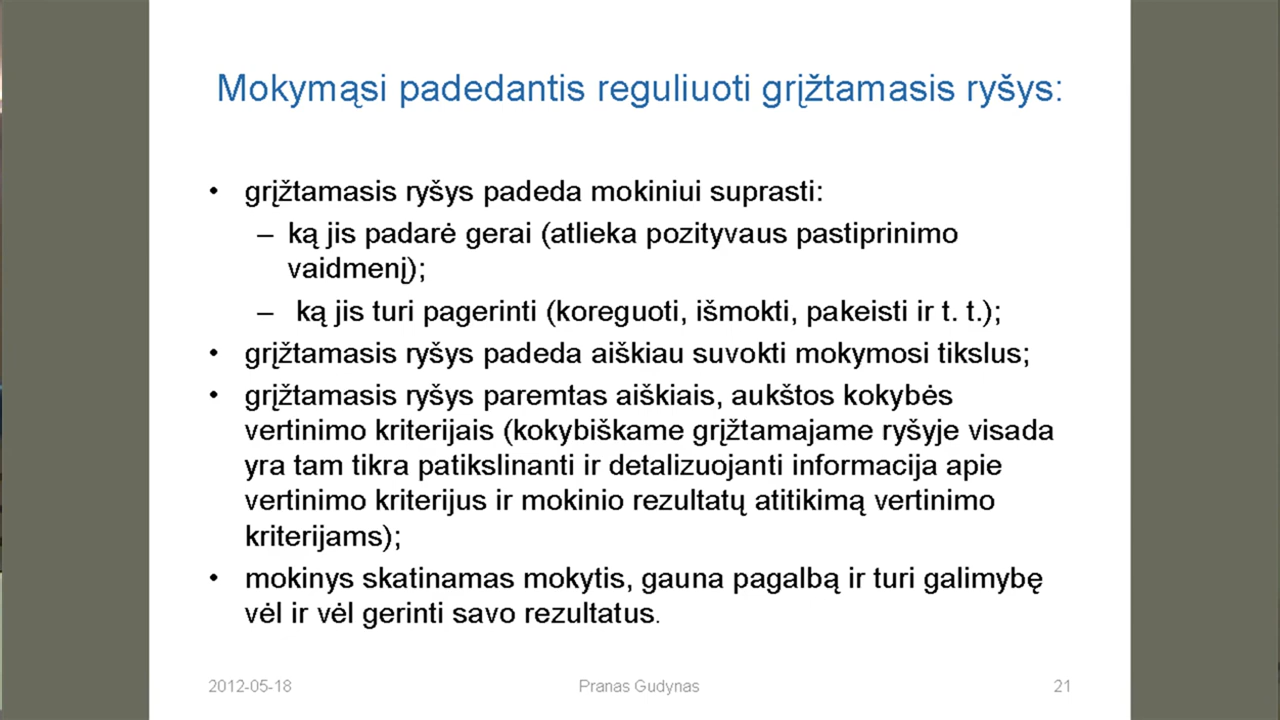 Mokymąsi padedantis reguliuoti grįžtamasis ryšys:
• grįžtamasis ryšys padeda mokiniui suprasti:
– ką jis padarė gerai (atlieka pozityvaus pastiprinimo
vaidmenį);
– ką jis turi pagerinti (koreguoti, išmokti, pakeisti ir t. t.);
• grįžtamasis ryšys padeda aiškiau suvokti mokymosi tikslus;
• grįžtamasis ryšys paremtas aiškiais, aukštos kokybės
vertinimo kriterijais (kokybiškame grįžtamajame ryšyje visada
yra tam tikra patikslinanti ir detalizuojanti informacija apie
vertinimo kriterijus ir mokinio rezultatų atitikimą vertinimo
kriterijams);
• mokinys skatinamas mokytis, gauna pagalbą ir turi galimybę
vėl ir vėl gerinti savo rezultatus.
2012-05-18
Pranas Gudynas
21